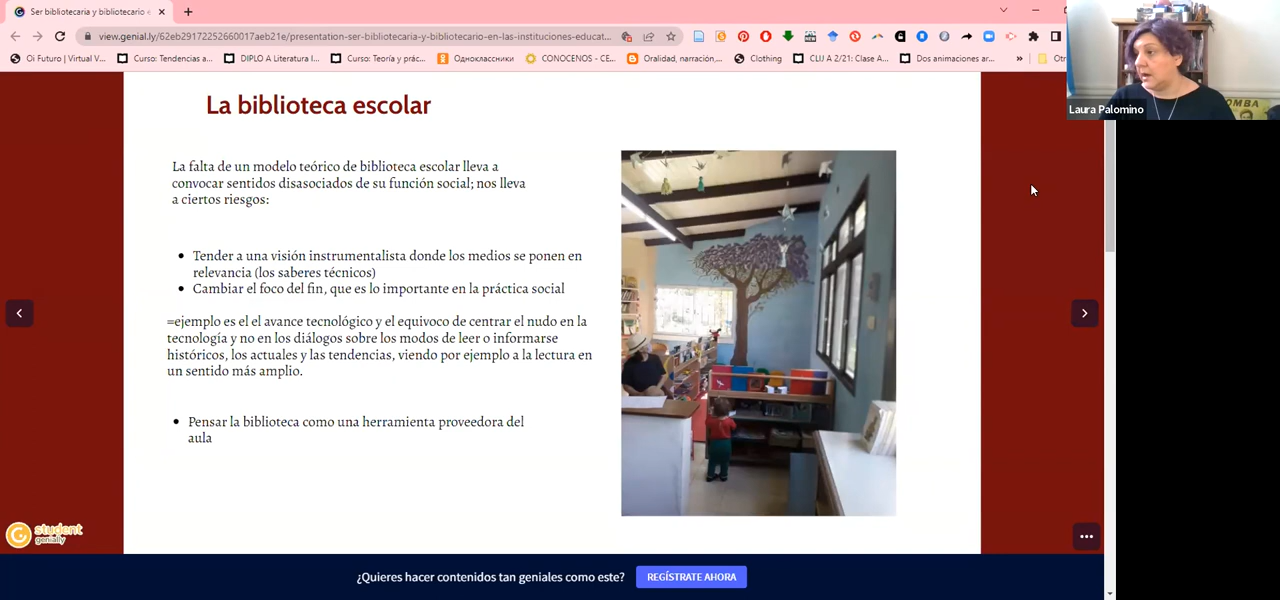 Ser bibliotecaria y bibliotecario e
view.genial.ly/62eb29172252660017aeb21e/presentation-ser-bibliotecaria-y-bibliotecario-en-las-instituciones-educat...
Oi Futuro | Virtual V...
Curso: Tendencias a...
DIPLO A Literatura I...
Curso: Teoría y prác...
Одноклассники
CONOCENOS - CE...
Oralidad, narración,...
Clothing
CLIJ A 2/21: Clase A...
Dos animaciones ar...
»
Laura Palomino
La biblioteca escolar
La falta de un modelo teórico de biblioteca escolar lleva a
convocar sentidos disasociados de su función social; nos lleva
a ciertos riesgos:
Tender a una visión instrumentalista donde los medios se ponen en
relevancia (los saberes técnicos)
Cambiar el foco del fin, que es lo importante en la práctica social
=ejemplo es el el avance tecnológico y el equivoco de centrar el nudo en la
tecnología y no en los diálogos sobre los modos de leer o informarse
históricos, los actuales y las tendencias, viendo por ejemplo a la lectura en
un sentido más amplio.
Pensar la biblioteca como una herramienta proveedora del
aula
student
genially
¿Quieres hacer contenidos tan geniales como este?
REGÍSTRATE AHORA